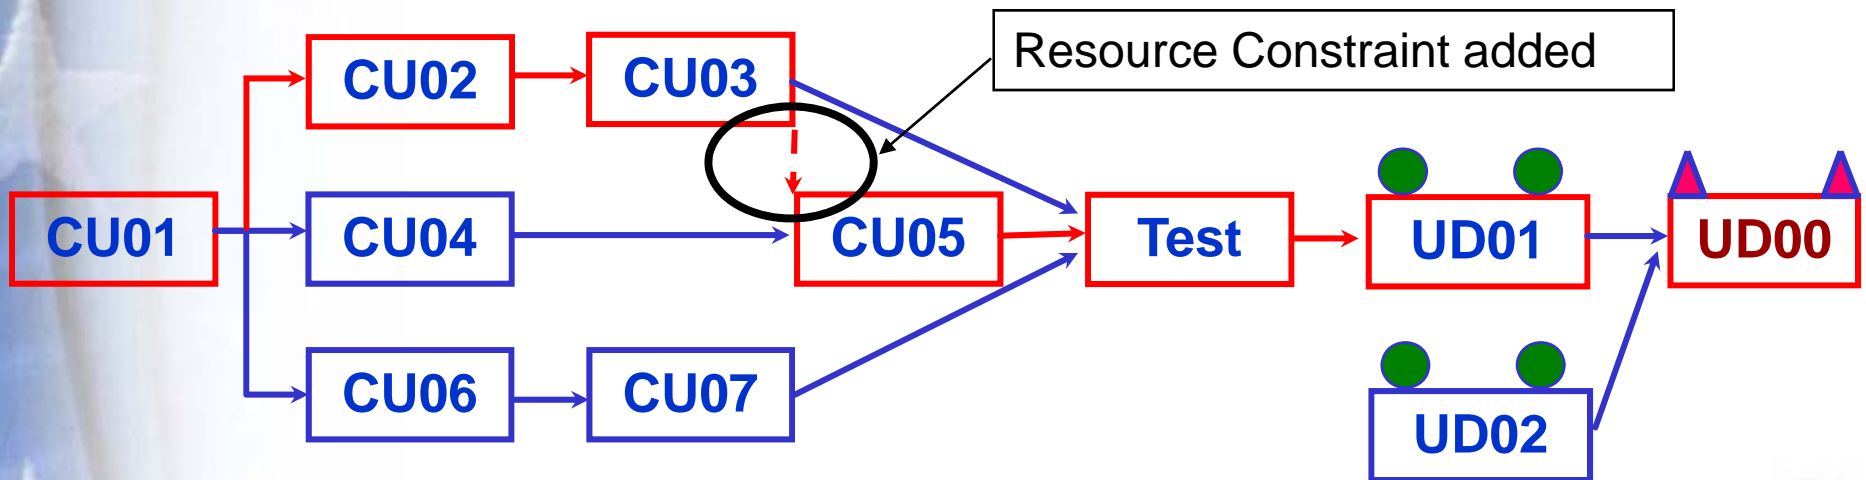 Resource Constraint added
CU02
CU03
CU01
CU04
CU05
Test
UD01
UD00
CU06
CU07
UD02